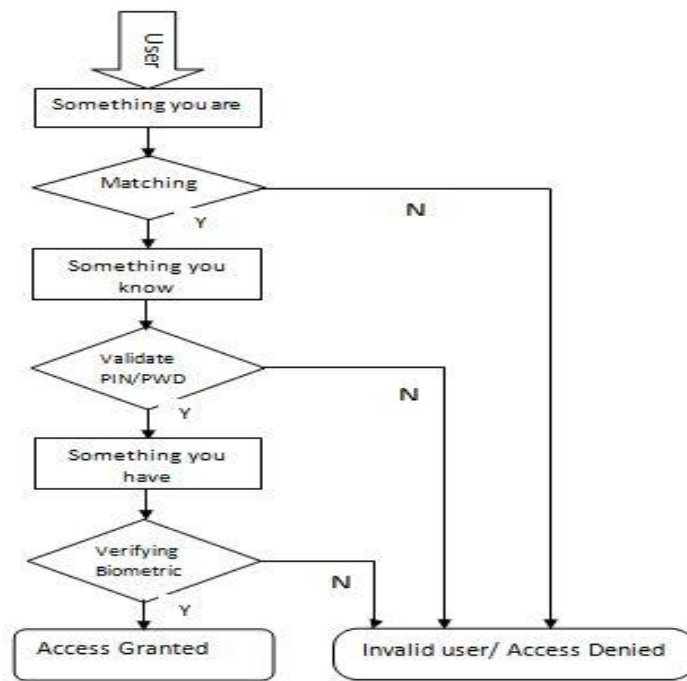 User
Something you are
Matching
N
Y
Something you
know
Validate
PIN/PWD
N
Y
Something you
have
Verifying
Biometric
N
Y
Access Granted
Invalid user/ Access Denied